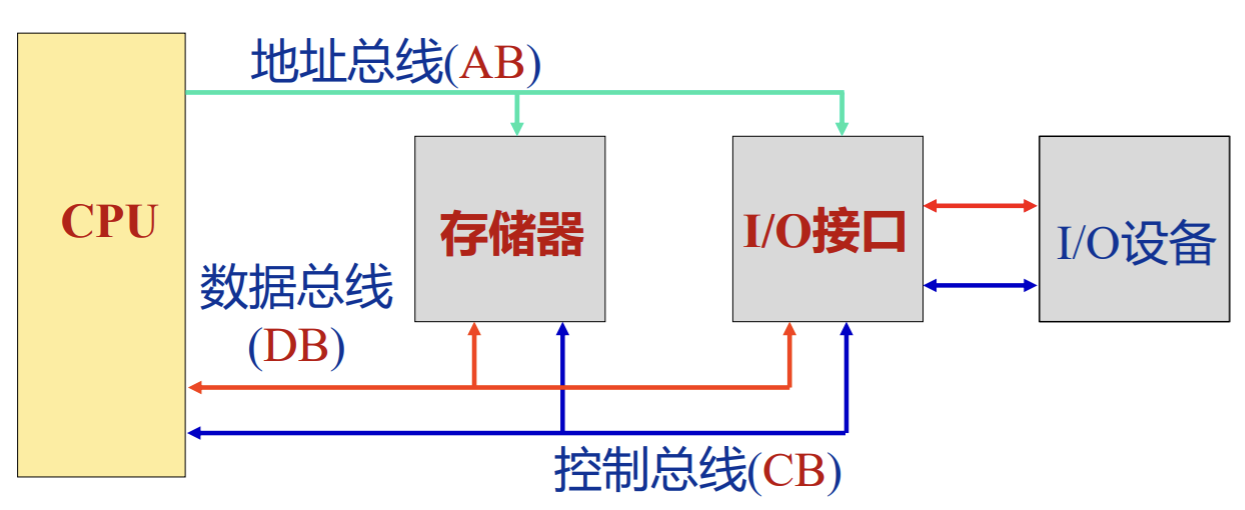 地址总线(AB)
CPU
存储器
I/O接口
I/O设备
数据总线
(DB)
控制总线(CB)